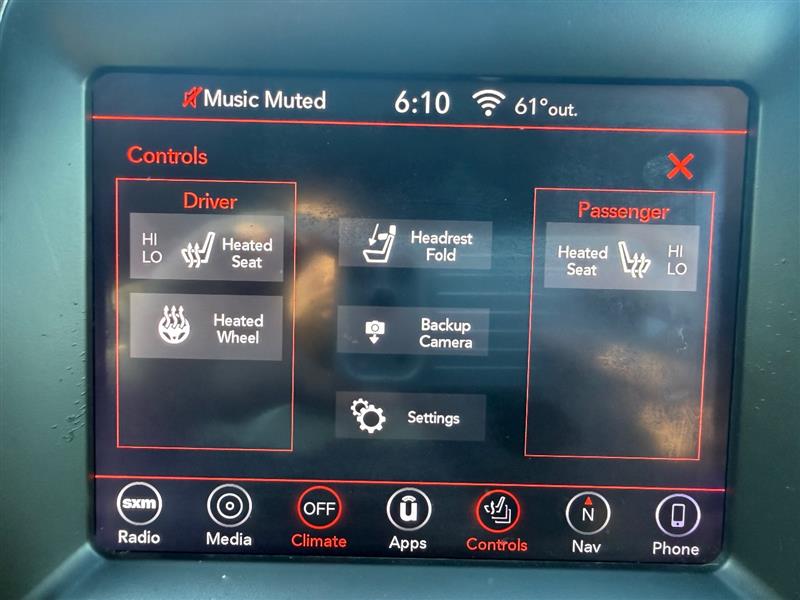 Music Muted 6:10 61°out.
Controls
Driver
HI
LO
Heated
Seat
Heated
Wheel
Headrest
Fold
Backup
Camera
Settings
Passenger
Heated
Seat
HI
LO
sxm
Radio
Media
OFF
Climate
ū
Apps
Controls
N
Nav
Phone